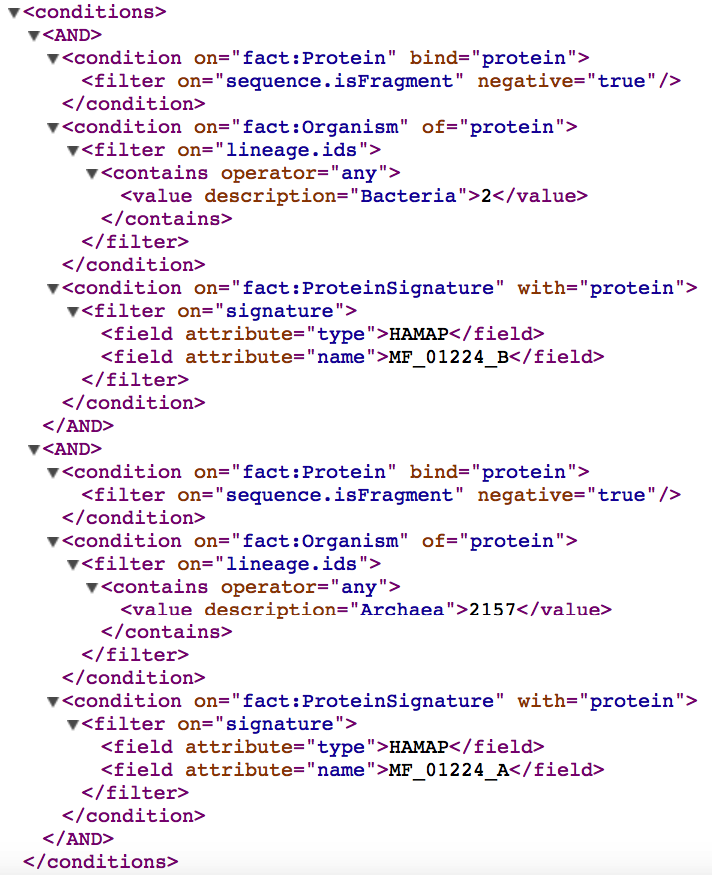 <conditions>
<AND>
<condition on="fact:Protein" bind="protein">
<filter on="sequence.isFragment" negative="true"/>
</condition>
<condition on="fact:Organism" of="protein">
<filter on="lineage.ids">
<contains operator="any">
<value description="Bacteria">2</value>
</contains>
</filter>
</condition>
<condition on="fact:ProteinSignature" with="protein">
<filter on="signature">
<field attribute="type">HAMAP</field>
<field attribute="name">MF_01224_B</field>
</filter>
</condition>
</AND>
<AND>
<condition on="fact:Protein" bind="protein">
<filter on="sequence.isFragment" negative="true"/>
</condition>
<condition on="fact:Organism" of="protein">
<filter on="lineage.ids">
<contains operator="any">
<value description="Archaea">2157</value>
</contains>
</filter>
</condition>
<condition on="fact:ProteinSignature" with="protein">
<filter on="signature">
<field attribute="type">HAMAP</field>
<field attribute="name">MF_01224_A</field>
</filter>
</condition>
</AND>
</conditions>